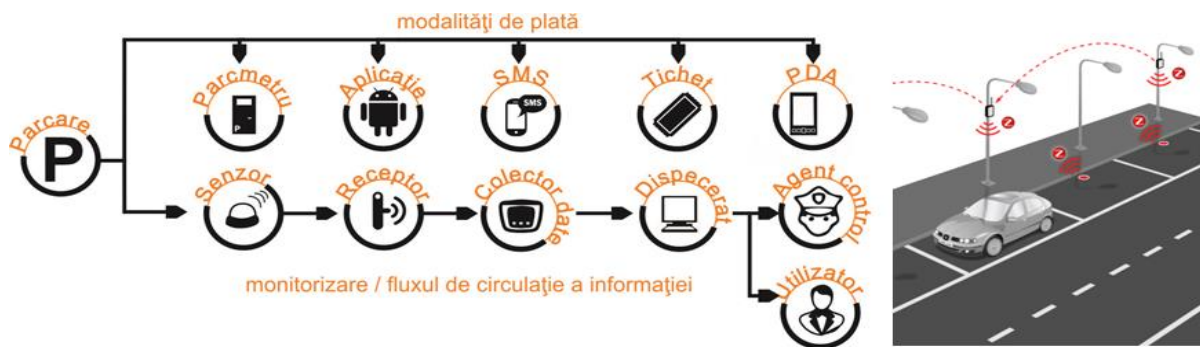 modalităţi de plată
Parcmetru
Aplicaţie
SMS
SMS
Tichet
PDA
P
Parcare
P
Senzor
Receptor
Colector date
Dispecerat
Agent control
Utilizator
monitorizare / fluxul de circulaţie a informaţiei
Z
Z
Z
Z